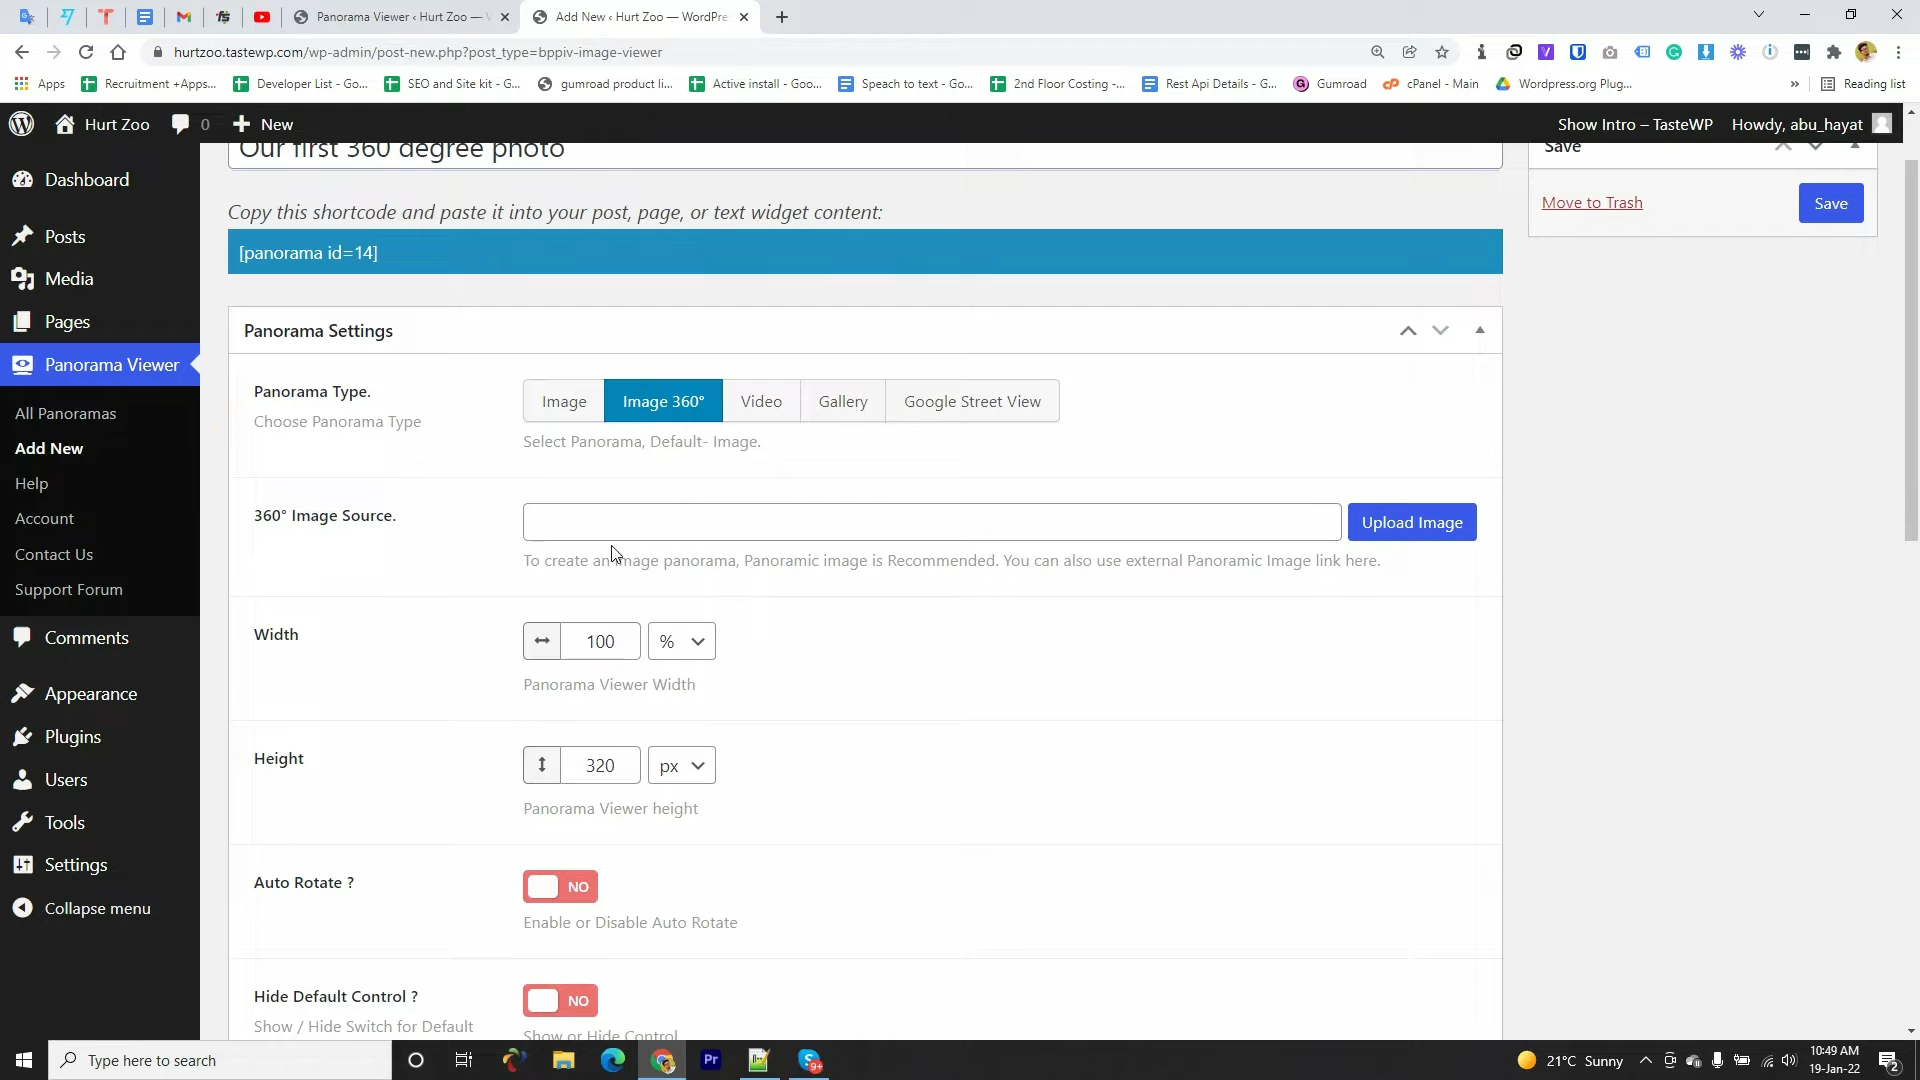 Panorama Viewer ‹ Hurt Zoo — W
Add New ‹ Hurt Zoo — WordPre
hurtzoo.tastewp.com/wp-admin/post-new.php?post_type=bppiv-image-viewer
Apps
Recruitment +Apps...
Developer List - Go...
SEO and Site kit - G...
gumroad product li...
Active install - Goo...
Speach to text - Go...
2nd Floor Costing -...
Rest Api Details - G...
Gumroad
cPanel - Main
Wordpress.org Plug...
»
Reading list
Hurt Zoo
0
New
Show Intro – TasteWP
Howdy, abu_hayat
Our first 360 degree photo
Save
Dashboard
Move to Trash
Save
Copy this shortcode and paste it into your post, page, or text widget content:
Posts
[panorama id=14]
Media
Pages
Panorama Settings
Panorama Viewer
Panorama Type.
Choose Panorama Type
Image
Image 360°
Video
Gallery
Google Street View
Select Panorama, Default- Image.
All Panoramas
Add New
Help
Account
Contact Us
Support Forum
360° Image Source.
Upload Image
To create an image panorama, Panoramic image is Recommended. You can also use external Panoramic Image link here.
Comments
Width
100
%
Panorama Viewer Width
Appearance
Plugins
Users
Tools
Settings
Collapse menu
Height
320
px
Panorama Viewer height
Auto Rotate ?
NO
Enable or Disable Auto Rotate
Hide Default Control ?
Show / Hide Switch for Default
NO
Show or Hide Control
Type here to search
Pr
21°C Sunny
10:49 AM
19-Jan-22
2